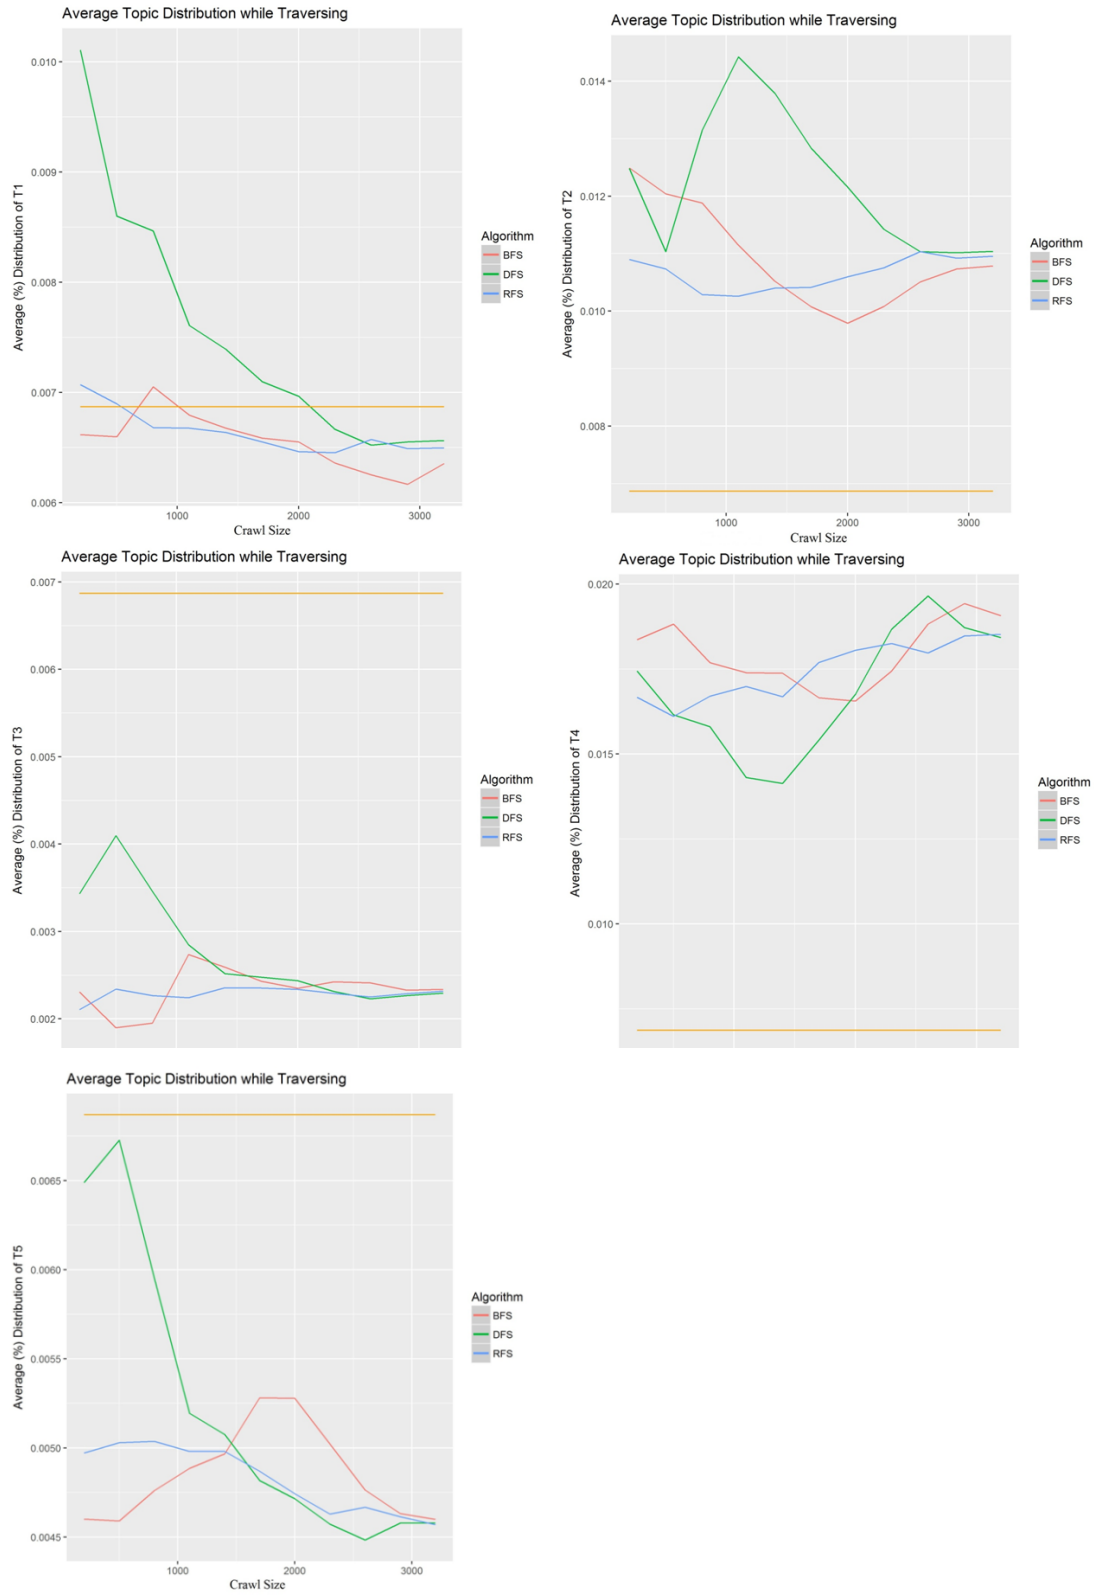 Average Topic Distribution while Traversing
Average (%) Distribution of T1
0.010
0.009
0.008
0.007
0.006
1000
2000
3000
Crawl Size
Algorithm
BFS
DFS
RFS
Average Topic Distribution while Traversing
Average (%) Distribution of T2
0.014
0.012
0.010
0.008
1000
2000
3000
Crawl Size
Algorithm
BFS
DFS
RFS
Average Topic Distribution while Traversing
Average (%) Distribution of T3
0.007
0.006
0.005
0.004
0.003
0.002
Algorithm
BFS
DFS
RFS
Average Topic Distribution while Traversing
Average (%) Distribution of T4
0.020
0.015
0.010
Algorithm
BFS
DFS
RFS
Average Topic Distribution while Traversing
Average (%) Distribution of T5
0.0065
0.0060
0.0055
0.0050
0.0045
1000
2000
3000
Crawl Size
Algorithm
BFS
DFS
RFS